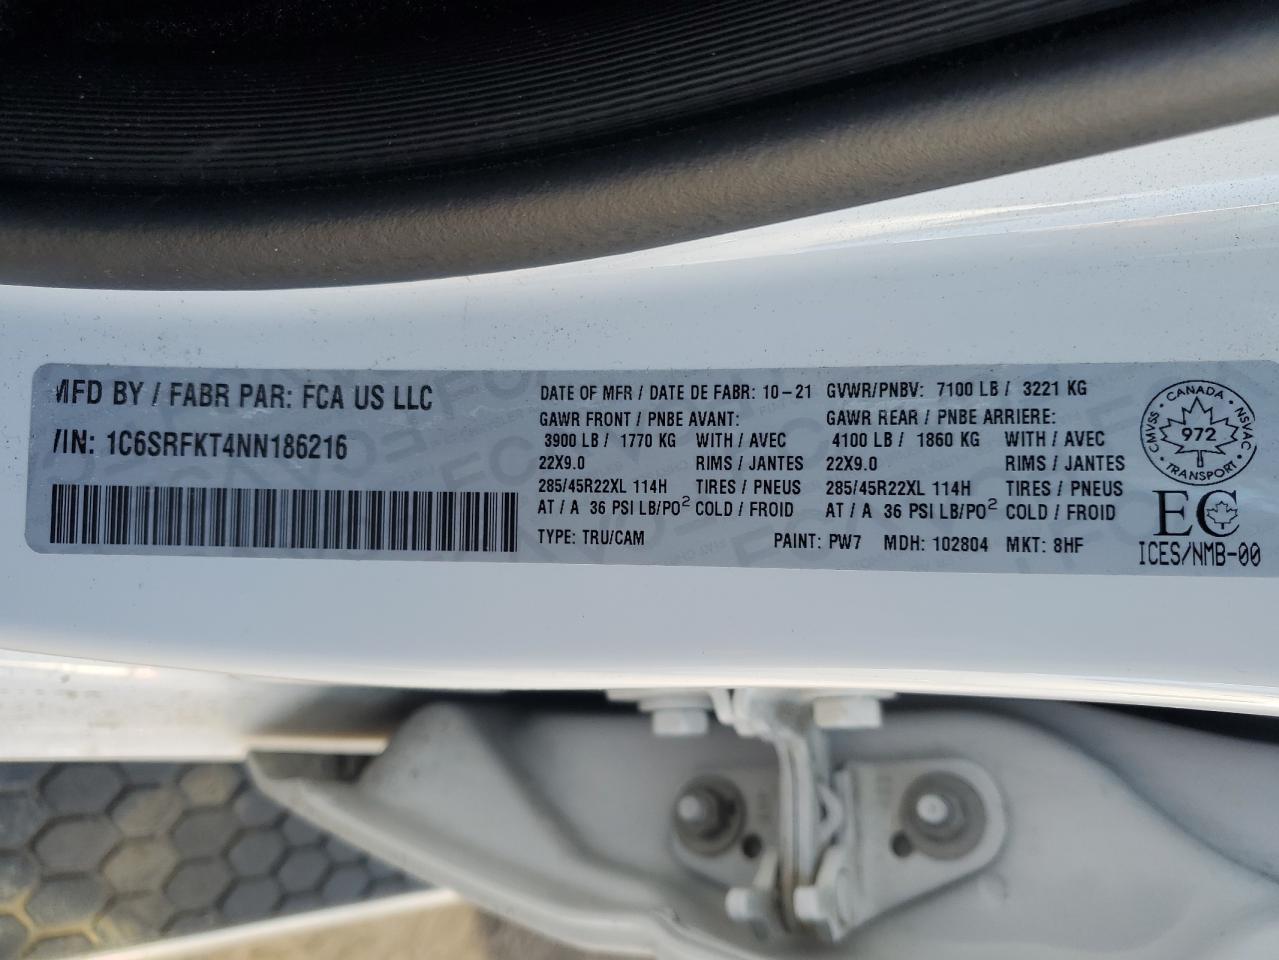 MFD BY / FABR PAR: FCA US LLC
VIN: 1C6SRFKT4NN186216
DATE OF MFR / DATE DE FABR: 10-21 GVWR/PNBV: 7100 LB / 3221 KG
GAWR FRONT / PNBE AVANT: GAWR REAR / PNBE ARRIERE:
3900 LB / 1770 KG WITH / AVEC 4100 LB / 1860 KG WITH / AVEC
22X9.0 RIMS / JANTES 22X9.0 RIMS / JANTES
285/45R22XL 114H TIRES / PNEUS 285/45R22XL 114H TIRES / PNEUS
AT / A 36 PSI LB/PO² COLD / FROID AT / A 36 PSI LB/PO² COLD / FROID
TYPE: TRU/CAM PAINT: PW7 MDH: 102804 MKT: 8HF
CANADA
CMVSS 972 NSVAC
TRANSPORT
EC
ICES/NMB-00